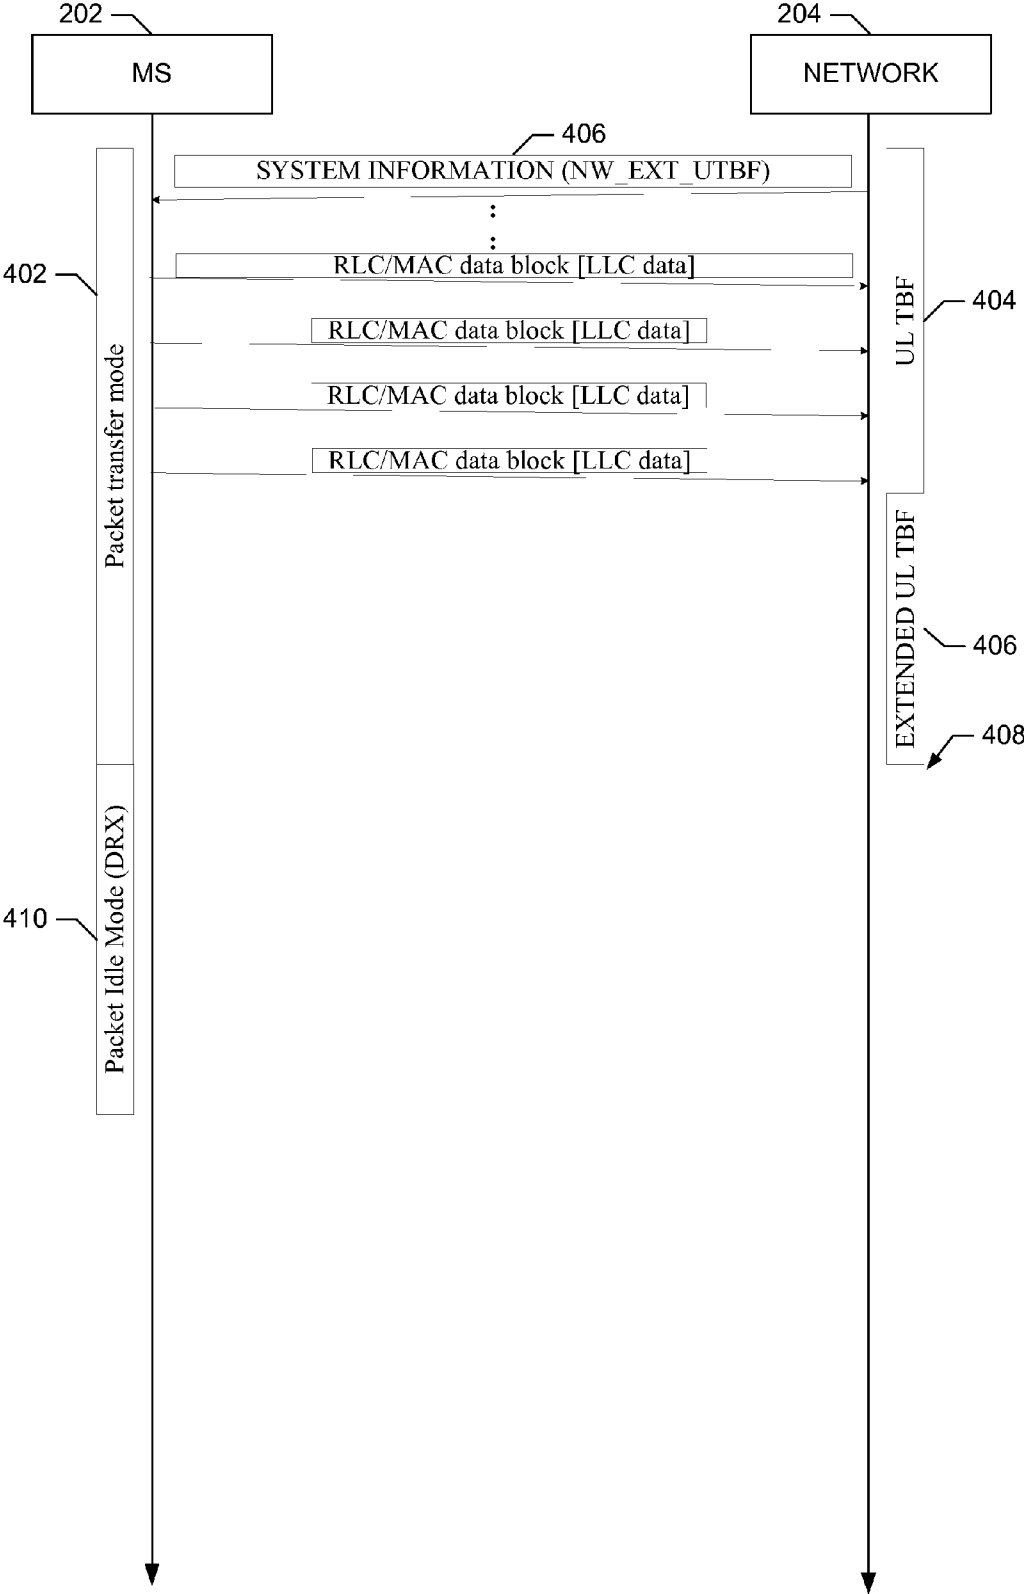 202
204
MS
NETWORK
406
SYSTEM INFORMATION (NW_EXT_UTBF)
RLC/MAC data block [LLC data]
402
404
UL TBF
RLC/MAC data block [LLC data]
RLC/MAC data block [LLC data]
Packet transfer mode
RLC/MAC data block [LLC data]
EXTENDED UL TBF
406
408
Packet Idle Mode (DRX)
410